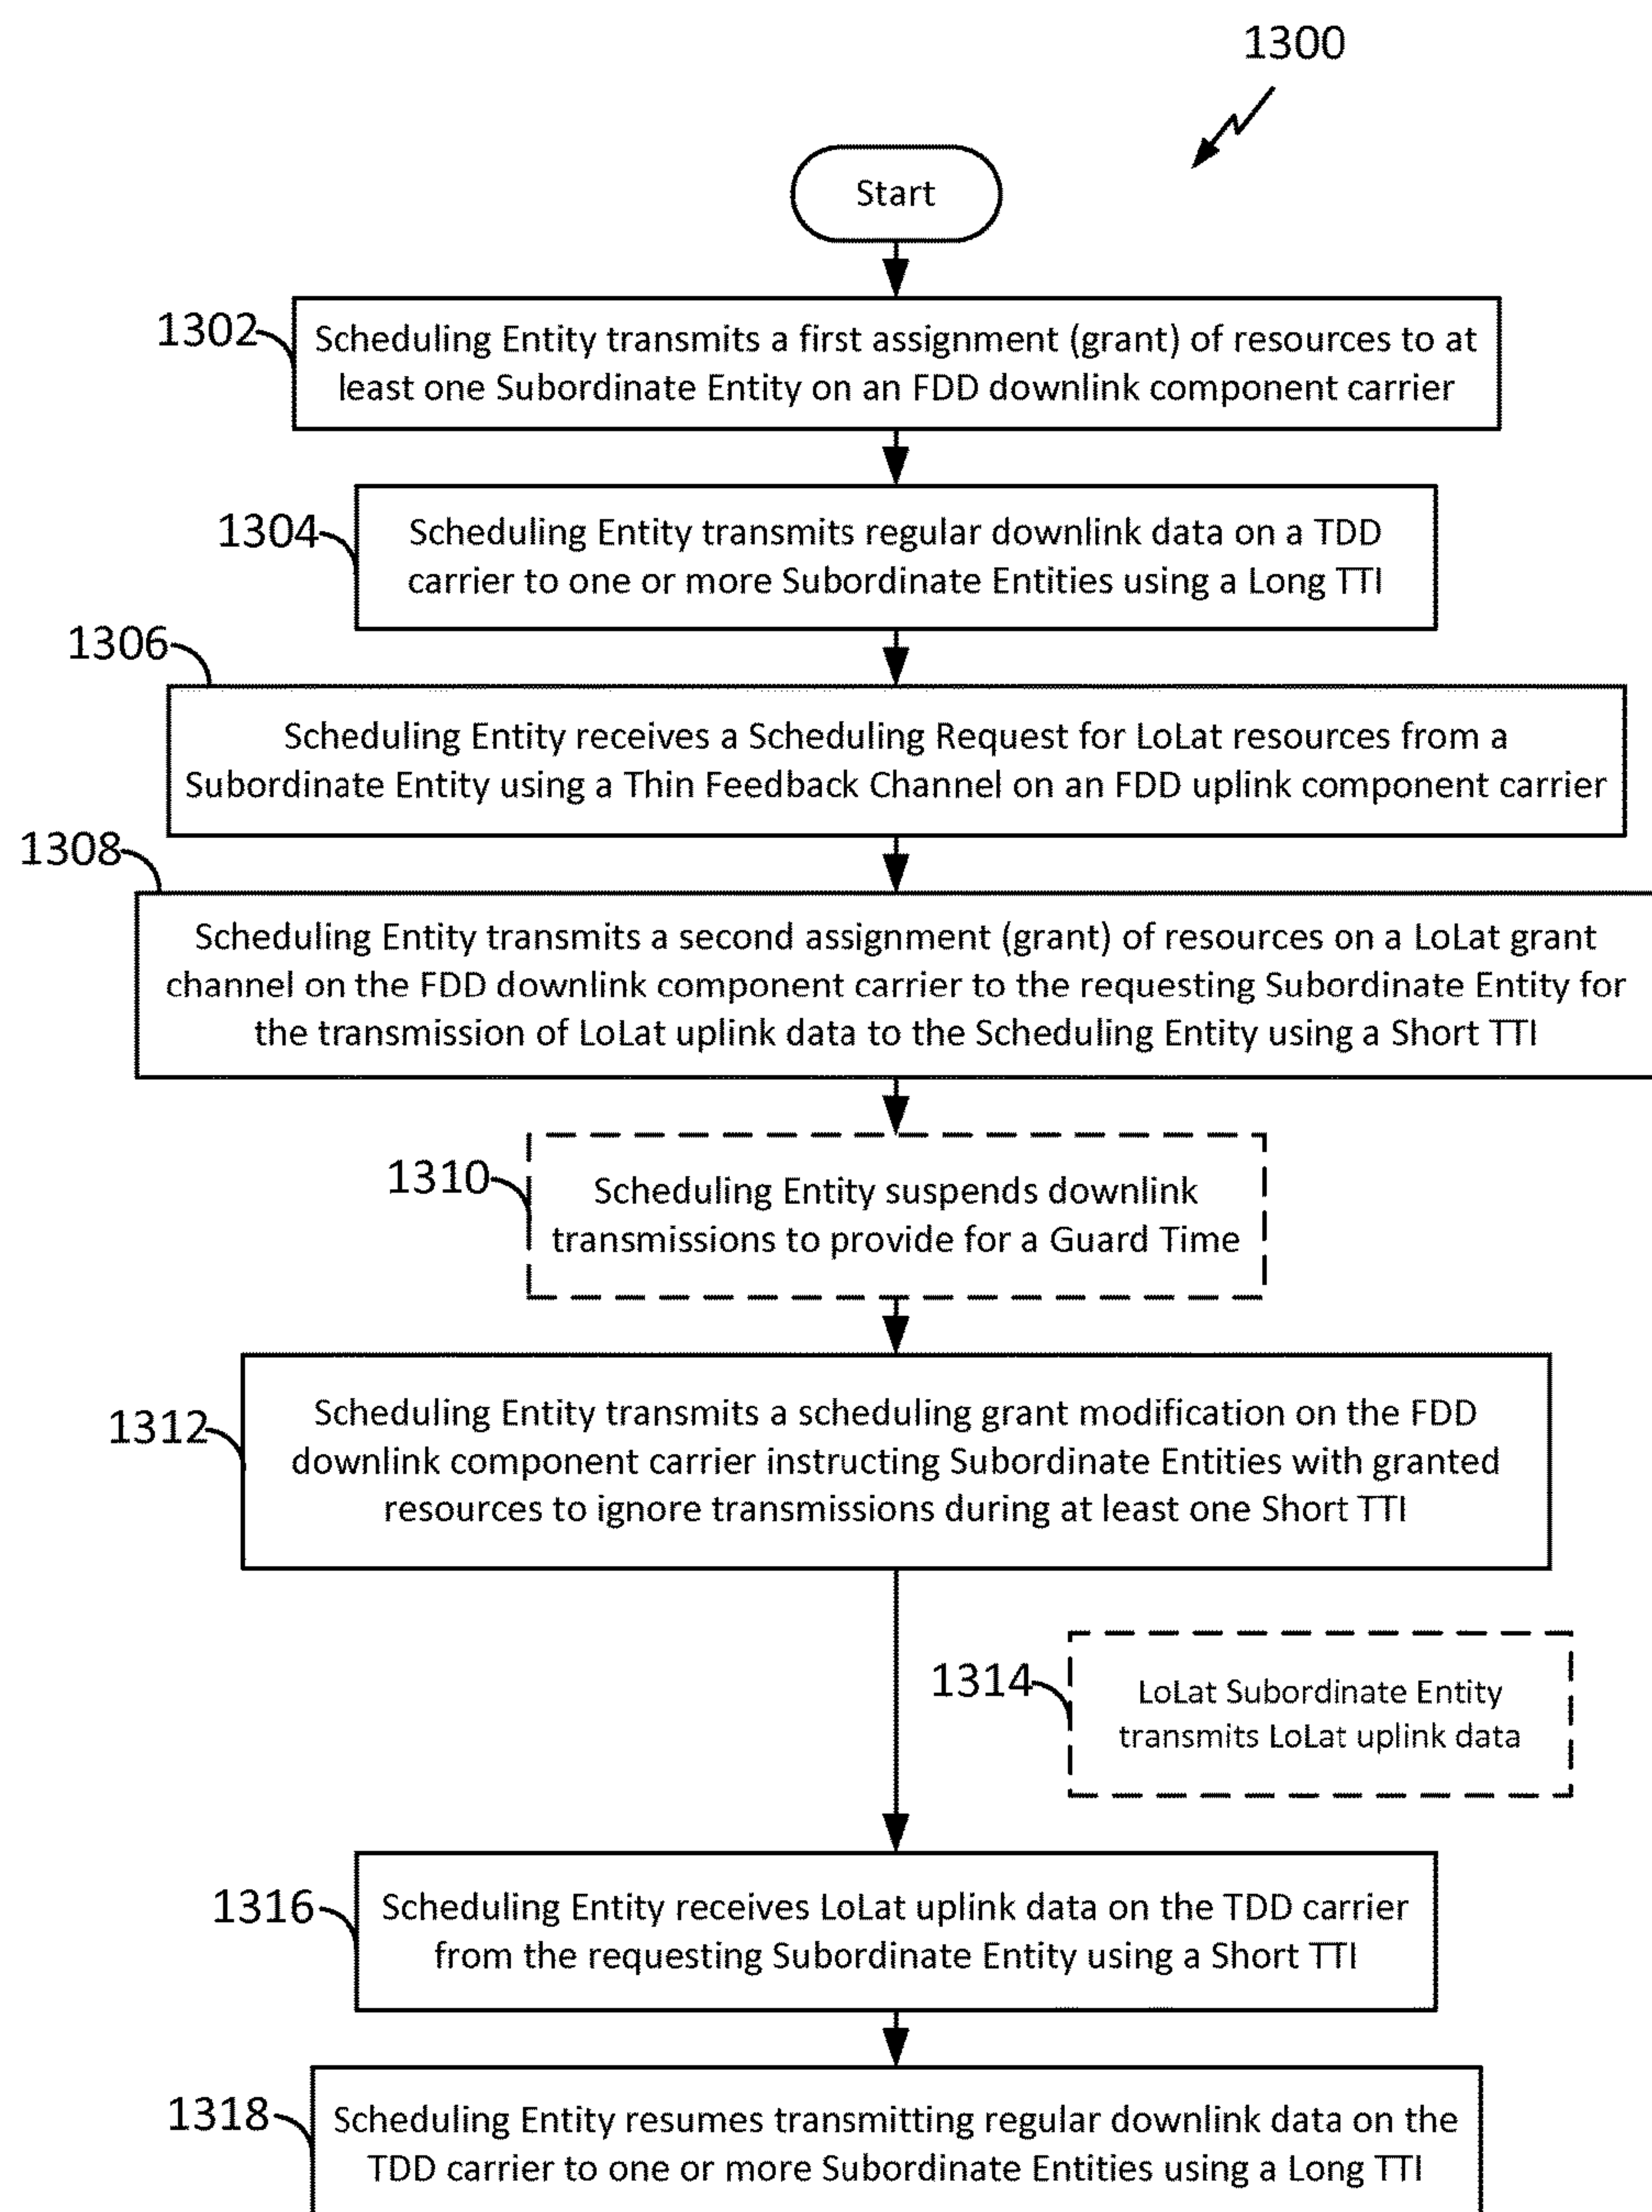 1300
Start
1302
Scheduling Entity transmits a first assignment (grant) of resources to at
least one Subordinate Entity on an FDD downlink component carrier
1304
Scheduling Entity transmits regular downlink data on a TDD
carrier to one or more Subordinate Entities using a Long TTI
1306
Scheduling Entity receives a Scheduling Request for LoLat resources from a
Subordinate Entity using a Thin Feedback Channel on an FDD uplink component carrier
1308
Scheduling Entity transmits a second assignment (grant) of resources on a LoLat grant
channel on the FDD downlink component carrier to the requesting Subordinate Entity for
the transmission of LoLat uplink data to the Scheduling Entity using a Short TTI
1310
Scheduling Entity suspends downlink
transmissions to provide for a Guard Time
1312
Scheduling Entity transmits a scheduling grant modification on the FDD
downlink component carrier instructing Subordinate Entities with granted
resources to ignore transmissions during at least one Short TTI
1314
LoLat Subordinate Entity
transmits LoLat uplink data
1316
Scheduling Entity receives LoLat uplink data on the TDD carrier
from the requesting Subordinate Entity using a Short TTI
1318
Scheduling Entity resumes transmitting regular downlink data on the
TDD carrier to one or more Subordinate Entities using a Long TTI